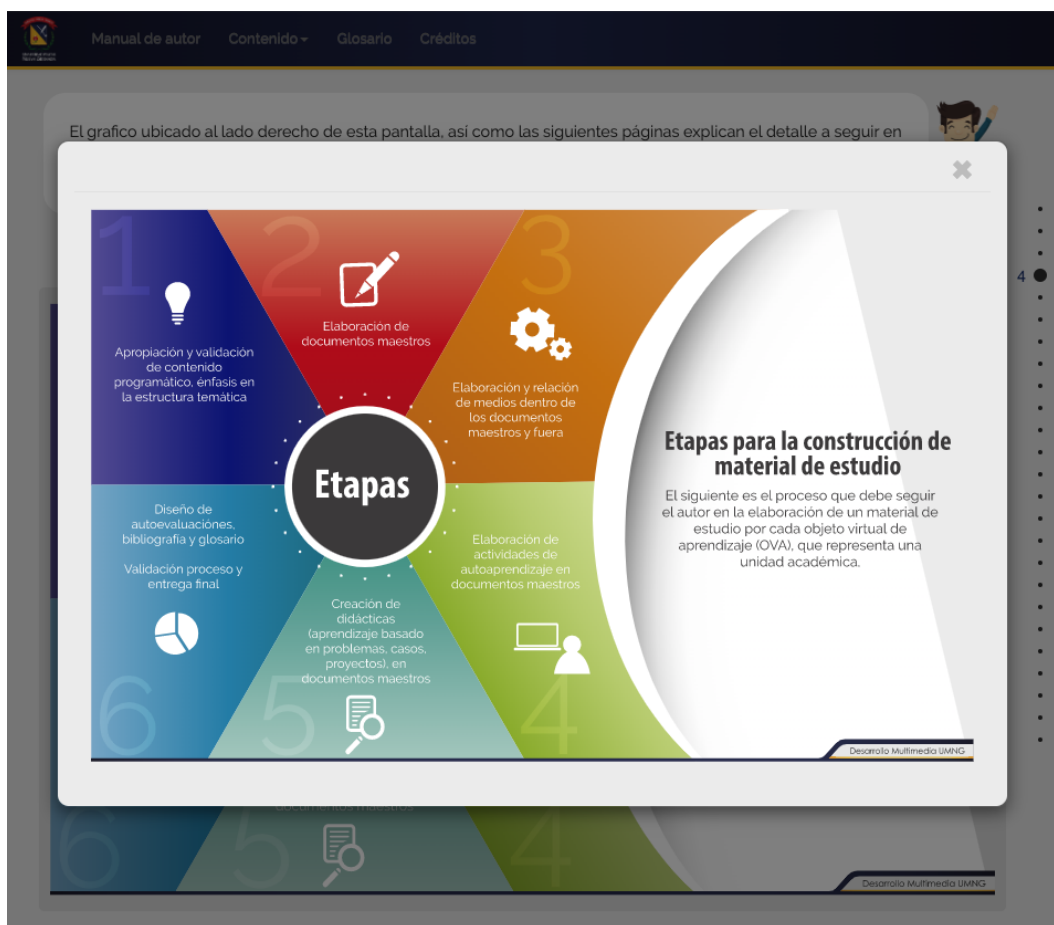 Manual de autor
Contenido
Glosario
Créditos
El grafico ubicado al lado derecho de esta pantalla, así como las siguientes páginas explican el detalle a seguir en
4
1
Apropiación y validación
de contenido
programático, énfasis en
la estructura temática
2
Elaboración de
documentos maestros
3
Elaboración y relación
de medios dentro de
los documentos
maestros y fuera
Etapas
Etapas para la construcción de
material de estudio
El siguiente es el proceso que debe seguir
el autor en la elaboración de un material de
estudio por cada objeto virtual de
aprendizaje (OVA), que representa una
unidad académica.
Elaboración de
actividades de
autoaprendizaje en
documentos maestros
4
Creación de
didácticas
(aprendizaje basado
en problemas, casos,
proyectos), en
documentos maestros
5
Diseño de
autoevaluaciónes,
bibliografía y glosario
Validación proceso y
entrega final
6
Desarrollo Multimedia UMNG
documentos maestros
6
5
4
Desarrollo Multimedia UMNG